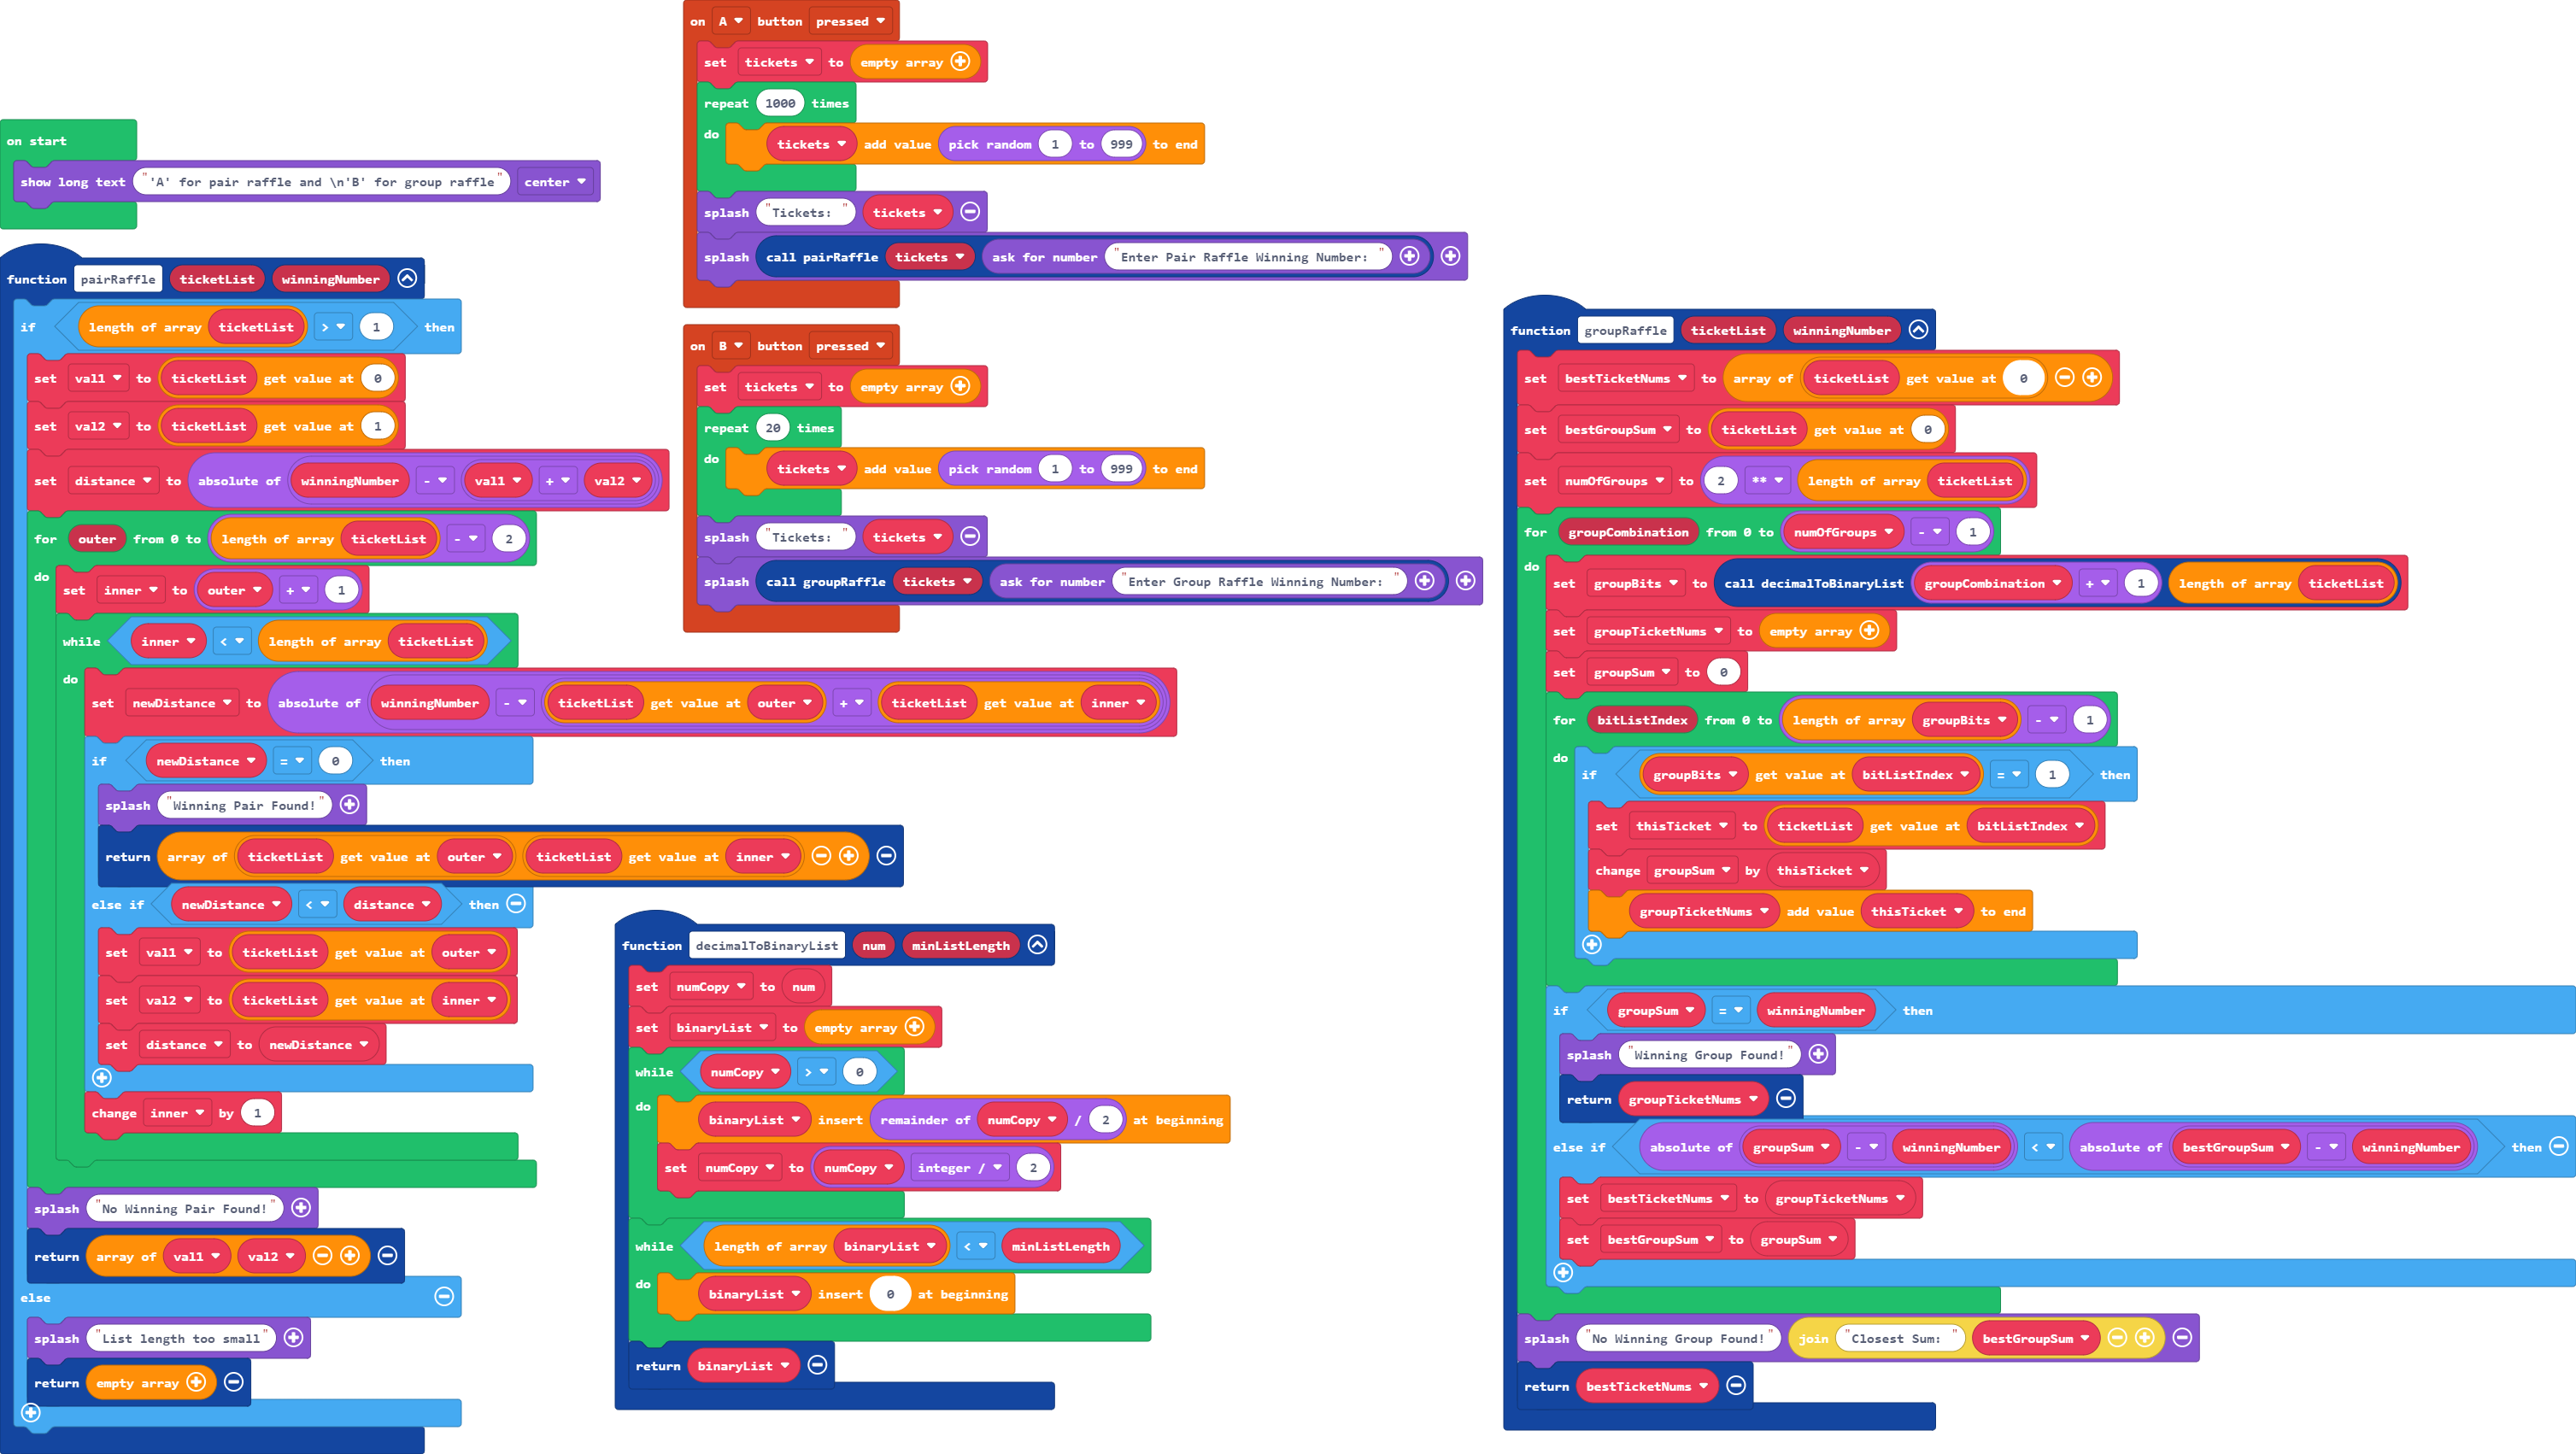 on start
show long text "'A' for pair raffle and \n'B' for group raffle" center
function pairRaffle ticketList winningNumber
if length of array ticketList > 1 then
set val1 to ticketList get value at 0
set val2 to ticketList get value at 1
set distance to absolute of winningNumber - val1 + val2
for outer from 0 to length of array ticketList - 2
do
set inner to outer + 1
while inner < length of array ticketList
do
set newDistance to absolute of winningNumber - ticketList get value at outer + ticketList get value at inner
if newDistance = 0 then
splash "Winning Pair Found!"
return array of ticketList get value at outer ticketList get value at inner
else if newDistance < distance then
set val1 to ticketList get value at outer
set val2 to ticketList get value at inner
set distance to newDistance
change inner by 1
splash "No Winning Pair Found!"
return array of val1 val2
else
splash "List length too small"
return empty array
on A button pressed
set tickets to empty array
repeat 1000 times
do
tickets add value pick random 1 to 999 to end
splash "Tickets: " tickets
splash call pairRaffle tickets ask for number "Enter Pair Raffle Winning Number: "
on B button pressed
set tickets to empty array
repeat 20 times
do
tickets add value pick random 1 to 999 to end
splash "Tickets: " tickets
splash call groupRaffle tickets ask for number "Enter Group Raffle Winning Number: "
function decimalToBinaryList num minListLength
set numCopy to num
set binaryList to empty array
while numCopy > 0
do
binaryList insert remainder of numCopy / 2 at beginning
set numCopy to numCopy integer / 2
while length of array binaryList < minListLength
do
binaryList insert 0 at beginning
return binaryList
function groupRaffle ticketList winningNumber
set bestTicketNums to array of ticketList get value at 0
set bestGroupSum to ticketList get value at 0
set numOfGroups to 2 ** length of array ticketList
for groupCombination from 0 to numOfGroups - 1
do
set groupBits to call decimalToBinaryList groupCombination + 1 length of array ticketList
set groupTicketNums to empty array
set groupSum to 0
for bitListIndex from 0 to length of array groupBits - 1
do
if groupBits get value at bitListIndex = 1 then
set thisTicket to ticketList get value at bitListIndex
change groupSum by thisTicket
groupTicketNums add value thisTicket to end
if groupSum = winningNumber then
splash "Winning Group Found!"
return groupTicketNums
else if absolute of groupSum - winningNumber < absolute of bestGroupSum - winningNumber then
set bestTicketNums to groupTicketNums
set bestGroupSum to groupSum
splash "No Winning Group Found!" join "Closest Sum: " bestGroupSum
return bestTicketNums